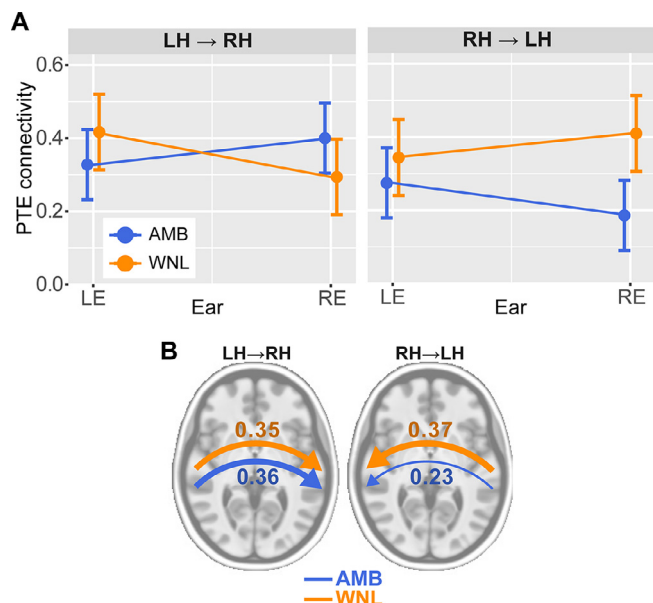 A
LH → RH
RH → LH
PTE connectivity
0.6
0.4
0.2
0.0
AMB
WNL
LE
RE
Ear
LE
RE
Ear
B
LH→RH
RH→LH
0.35
0.36
0.37
0.23
AMB
WNL